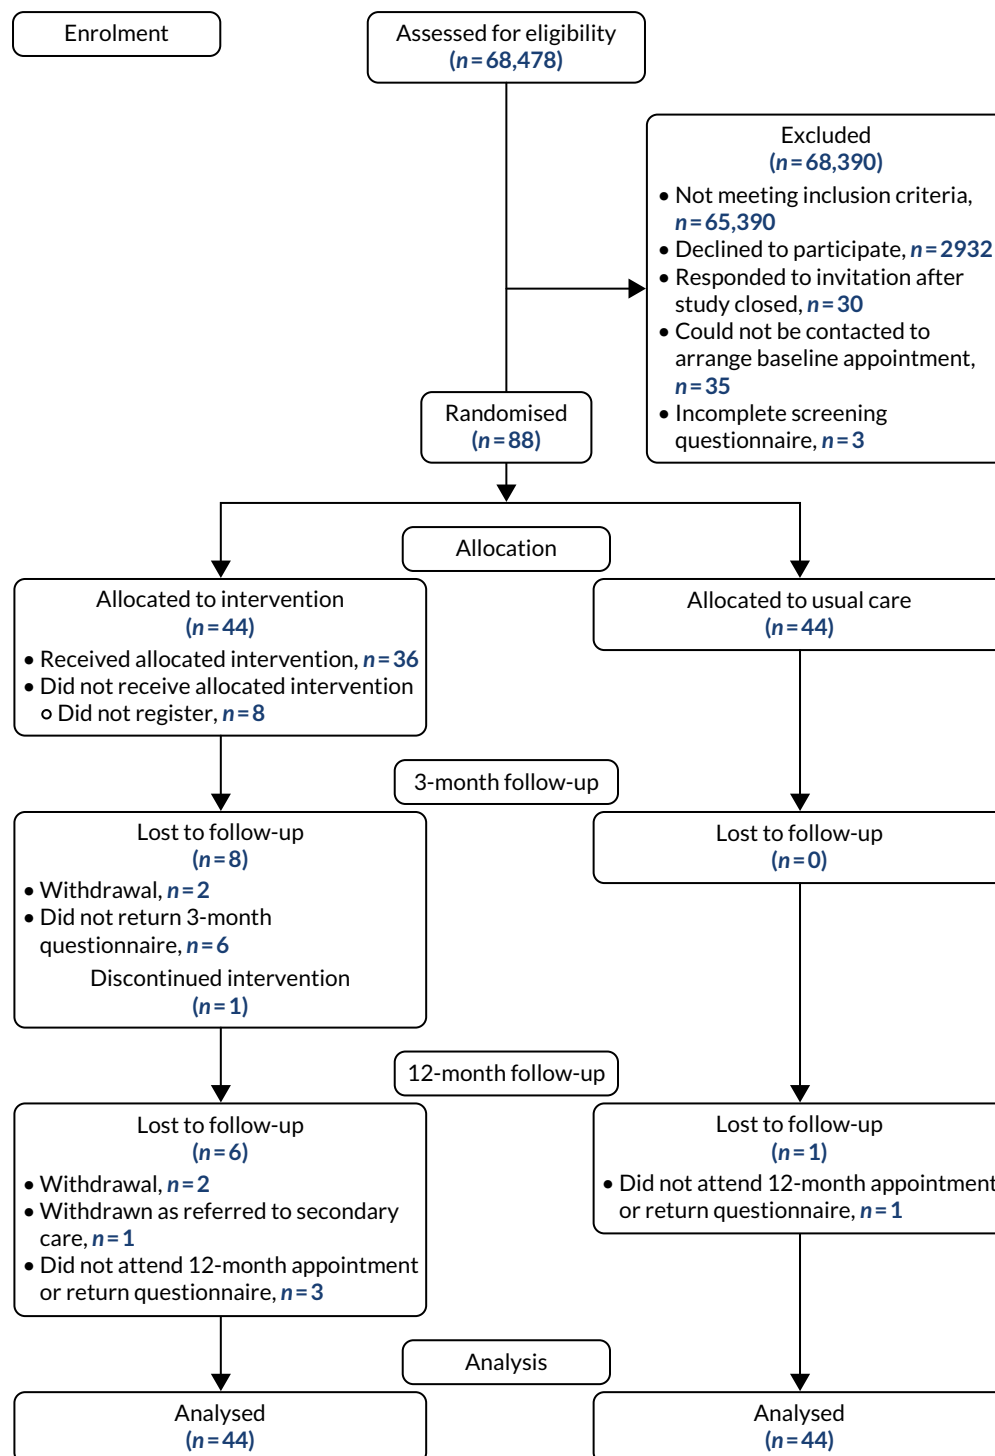 Enrolment
Assessed for eligibility
(n=68,478)
Excluded
(n=68,390)
• Not meeting inclusion criteria,
n=65,390
• Declined to participate, n=2932
• Responded to invitation after
study closed, n=30
• Could not be contacted to
arrange baseline appointment,
n=35
• Incomplete screening
questionnaire, n=3
Randomised
(n=88)
Allocation
Allocated to intervention
(n=44)
• Received allocated intervention, n=36
• Did not receive allocated intervention
Did not register, n=8
Allocated to usual care
(n=44)
3-month follow-up
Lost to follow-up
(n=8)
• Withdrawal, n=2
• Did not return 3-month
questionnaire, n=6
Discontinued intervention
(n=1)
Lost to follow-up
(n=0)
12-month follow-up
Lost to follow-up
(n=6)
• Withdrawal, n=2
• Withdrawn as referred to secondary
care, n=1
• Did not attend 12-month appointment
or return questionnaire, n=3
Lost to follow-up
(n=1)
• Did not attend 12-month appointment
or return questionnaire, n=1
Analysis
Analysed
(n=44)
Analysed
(n=44)